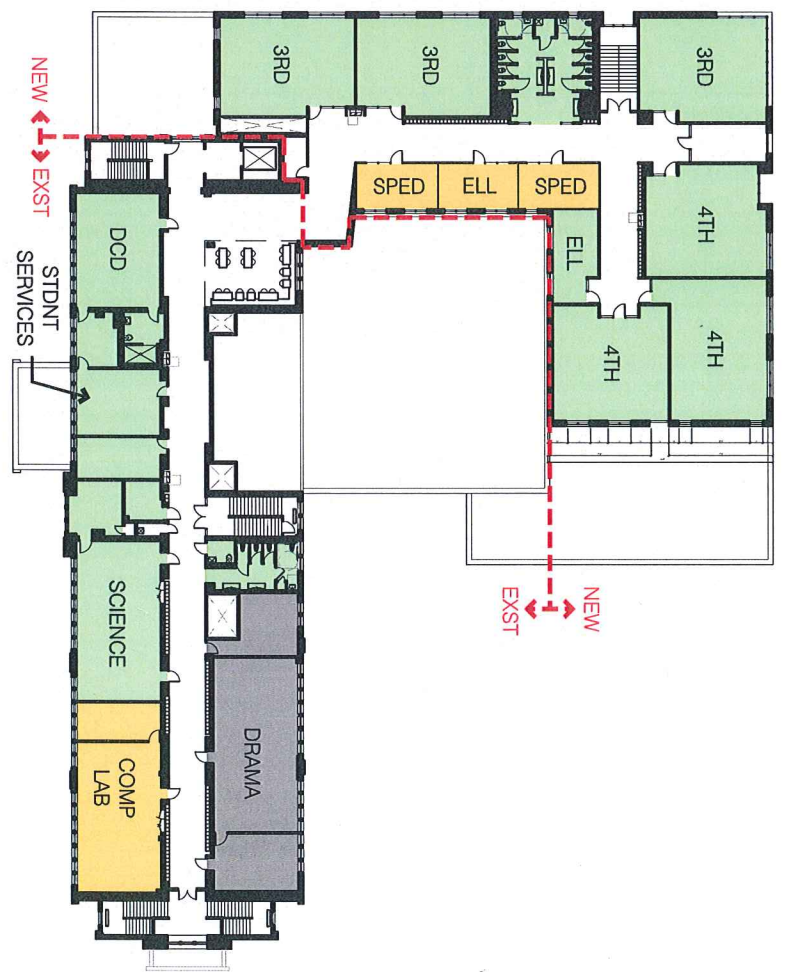 3RD
3RD
3RD
NEW
EXST
SPED
ELL
SPED
4TH
ELL
DCD
STDNT
SERVICES
4TH
4TH
NEW
EXST
SCIENCE
DRAMA
COMP
LAB